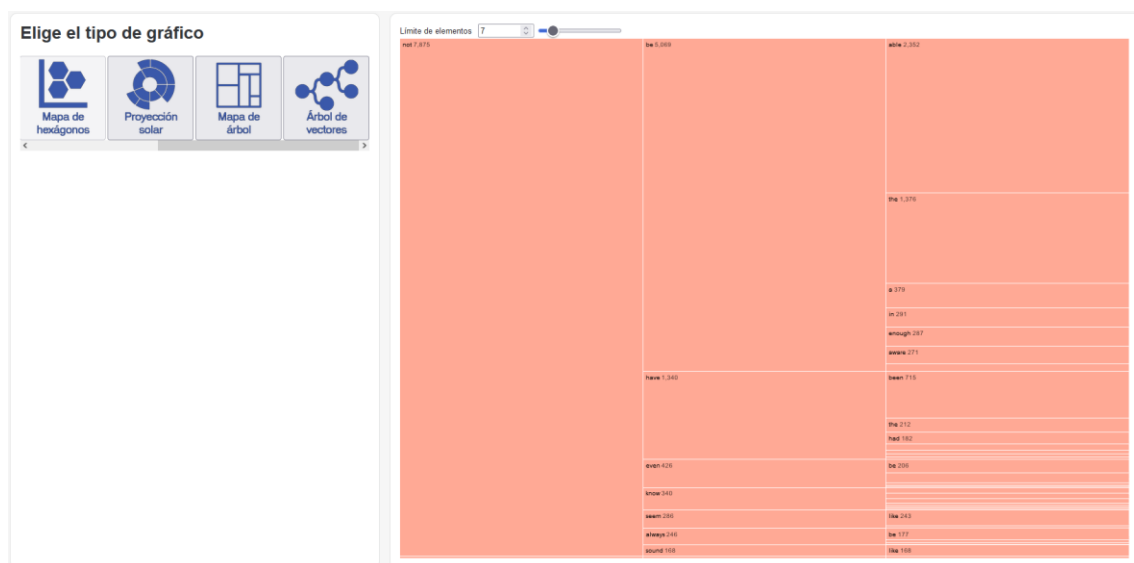 Elige el tipo de gráfico
Mapa de hexágonos
Proyección solar
Mapa de árbol
Árbol de vectores
Límite de elementos 7
not 7,875
be 5,069
able 2,352
the 1,376
a 379
in 291
enough 287
aware 271
have 1,340
been 715
the 212
had 182
even 426
be 206
know 340
seem 286
like 243
always 246
be 177
sound 168
like 168